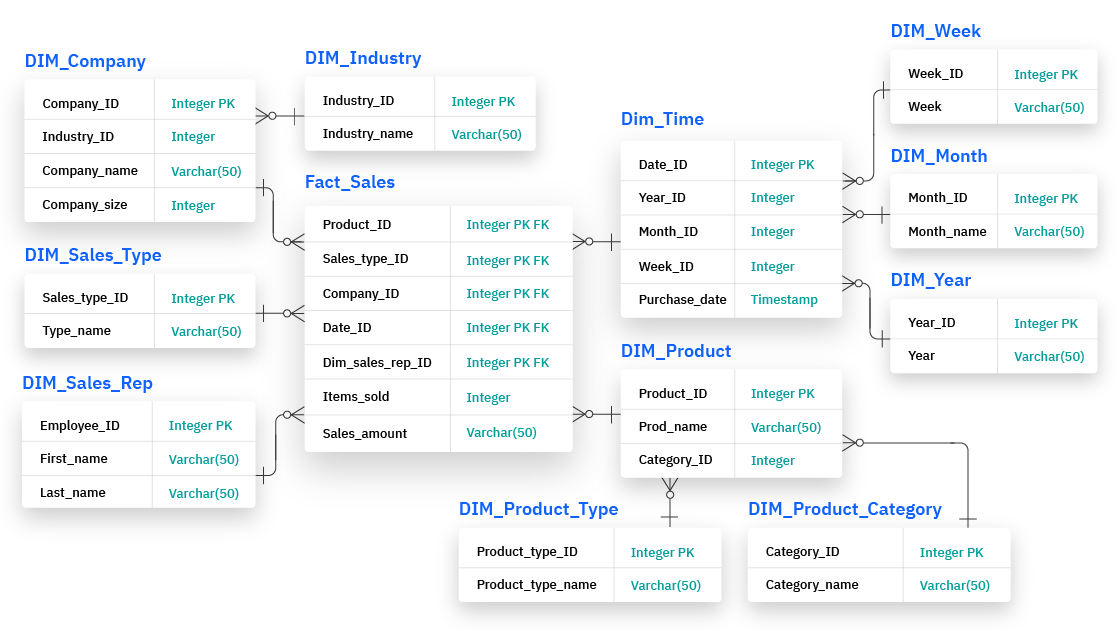 DIM_Company
Company_ID Integer PK
Industry_ID Integer
Company_name Varchar(50)
Company_size Integer
DIM_Industry
Industry_ID Integer PK
Industry_name Varchar(50)
DIM_Sales_Type
Sales_type_ID Integer PK
Type_name Varchar(50)
DIM_Sales_Rep
Employee_ID Integer PK
First_name Varchar(50)
Last_name Varchar(50)
Fact_Sales
Product_ID Integer PK FK
Sales_type_ID Integer PK FK
Company_ID Integer PK FK
Date_ID Integer PK FK
Dim_sales_rep_ID Integer PK FK
Items_sold Integer
Sales_amount Varchar(50)
Dim_Time
Date_ID Integer PK
Year_ID Integer
Month_ID Integer
Week_ID Integer
Purchase_date Timestamp
DIM_Week
Week_ID Integer PK
Week Varchar(50)
DIM_Month
Month_ID Integer PK
Month_name Varchar(50)
DIM_Year
Year_ID Integer PK
Year Varchar(50)
DIM_Product
Product_ID Integer PK
Prod_name Varchar(50)
Category_ID Integer
DIM_Product_Type
Product_type_ID Integer PK
Product_type_name Varchar(50)
DIM_Product_Category
Category_ID Integer PK
Category_name Varchar(50)